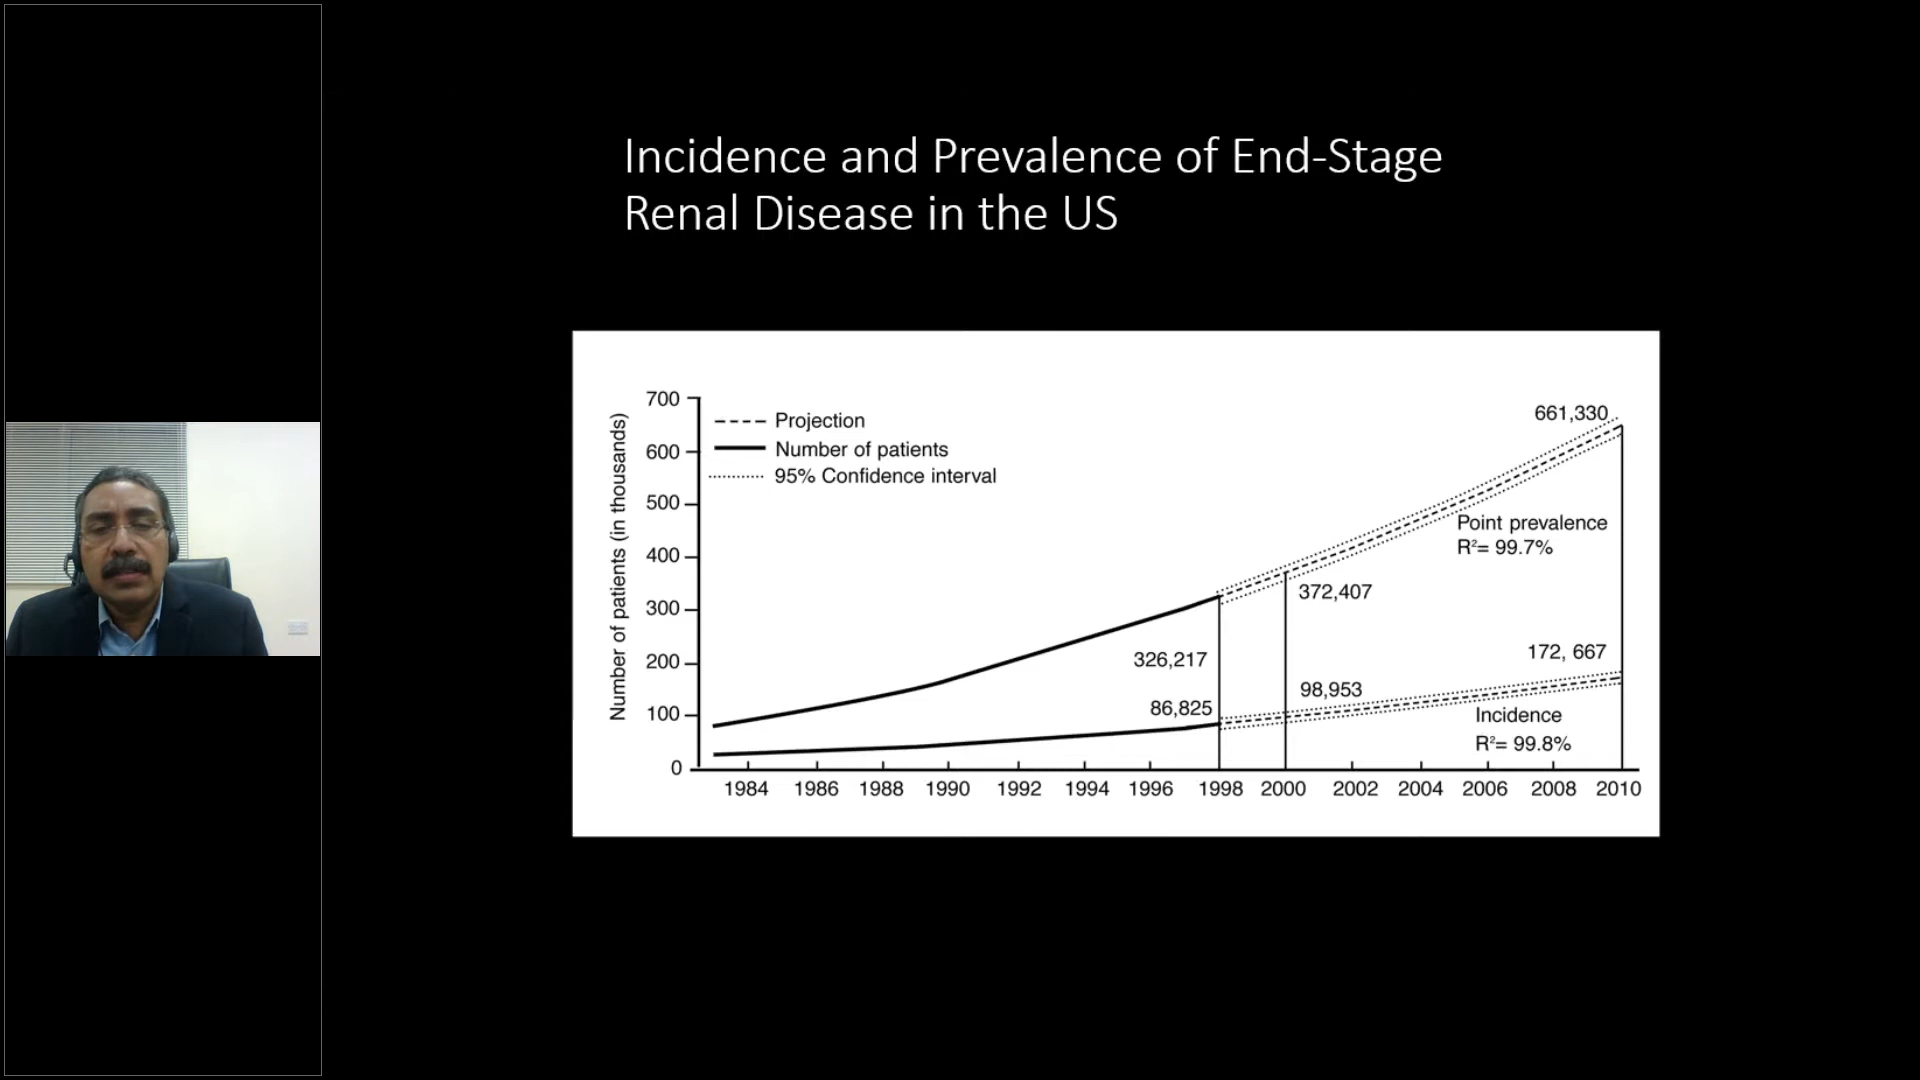 Incidence and Prevalence of End-Stage
Renal Disease in the US
Number of patients (in thousands)
700
600
500
400
300
200
100
0
Projection
Number of patients
95% Confidence interval
661,330
Point prevalence
R²= 99.7%
372,407
326,217
172, 667
98,953
86,825
Incidence
R²= 99.8%
1984 1986 1988 1990 1992 1994 1996 1998 2000 2002 2004 2006 2008 2010